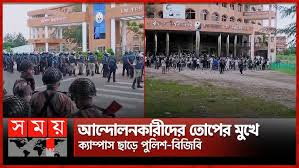 সময়
আন্দোলনকারীদের তোপের মুখে
ক্যাম্পাস ছাড়ে পুলিশ-বিজিবি